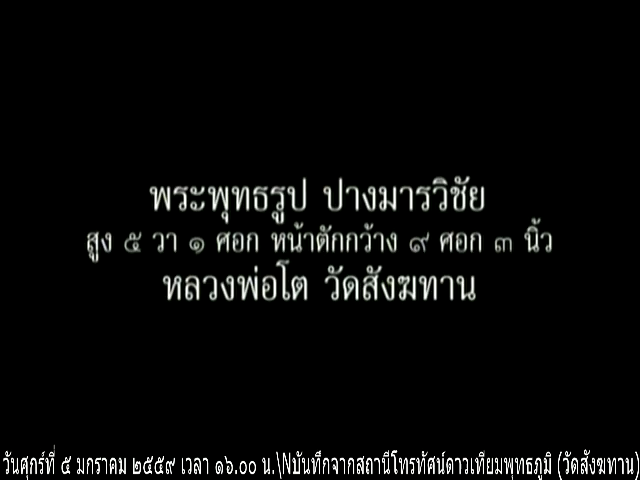 พระพุทธรูป ปางมารวิชัย
สูง ๕ วา ๑ ศอก หน้าตักกว้าง ๙ ศอก ๓ นิ้ว
หลวงพ่อโต วัดสังฆทาน
วันศุกร์ที่ ๕ มกราคม ๒๕๕๙ เวลา ๑๖.๐๐ น.\Nบันทึกจากสถานีโทรทัศน์ดาวเทียมพุทธภูมิ (วัดสังฆทาน)